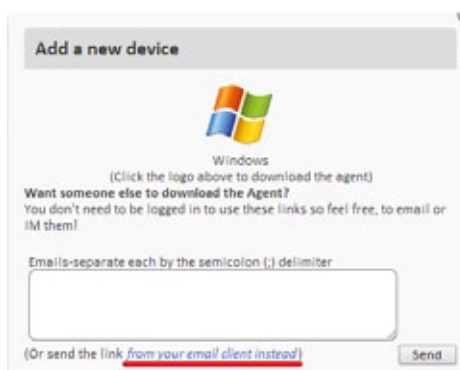 Add a new device
Windows
(Click the logo above to download the agent)
Want someone else to download the Agent?
You don't need to be logged in to use these links so feel free, to email or
IM them!
Emails-separate each by the semicolon (;) delimiter
(Or send the link from your email client instead)
Send